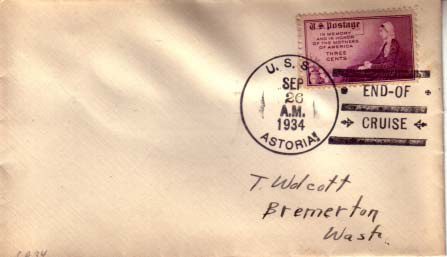 U.S. Postage
IN MEMORY
AND IN HONOR
OF THE MOTHERS
OF AMERICA
THREE
CENTS
U.S.S.
SEP
26
A.M.
1934
ASTORIA
END-OF
CRUISE
T. Wolcott
Bremerton
Wash.